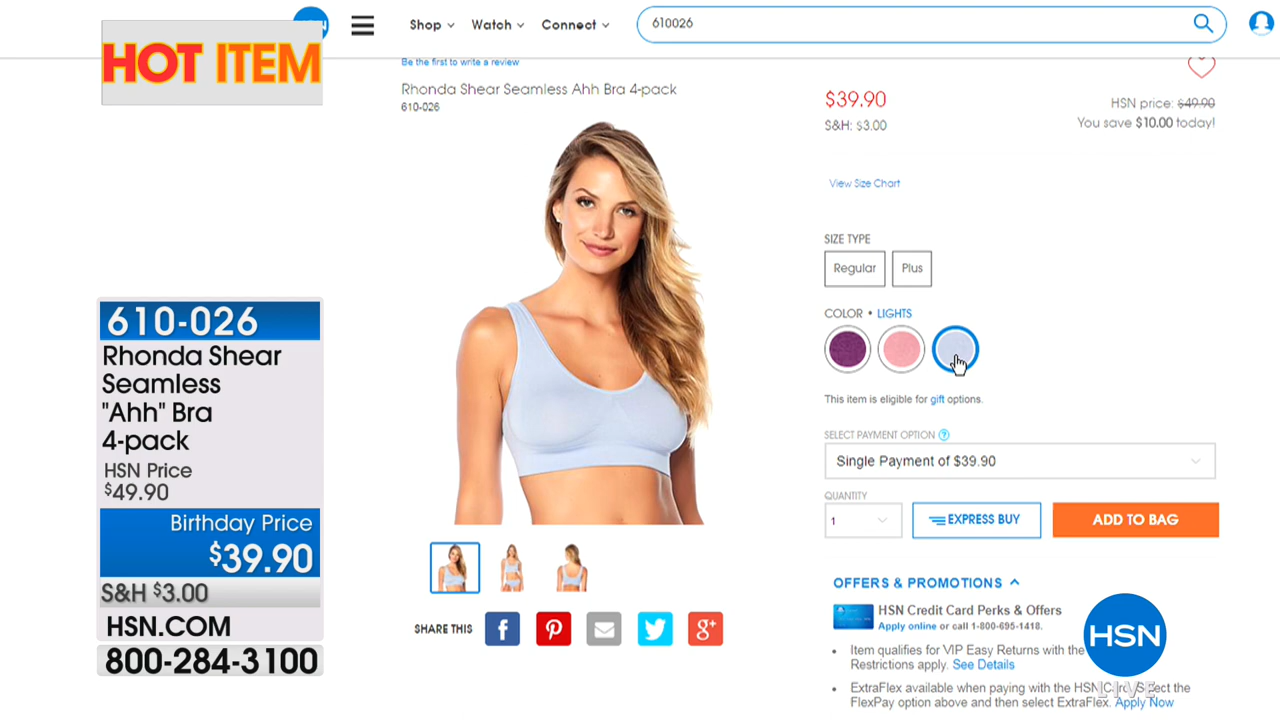 HOT ITEM
Shop
Watch
Connect
610026
Be the first to write a review
Rhonda Shear Seamless Ahh Bra 4-pack
610-026
$39.90
S&H: $3.00
HSN price: $49.90
You save $10.00 today!
View Size Chart
SIZE TYPE
Regular
Plus
COLOR • LIGHTS
This item is eligible for gift options.
SELECT PAYMENT OPTION ?
Single Payment of $39.90
QUANTITY
1
EXPRESS BUY
ADD TO BAG
OFFERS & PROMOTIONS
HSN Credit Card Perks & Offers
Apply online or call 1-800-695-1418.
• Item qualifies for VIP Easy Returns with the
Restrictions apply. See Details
• ExtraFlex available when paying with the HSN Card. Select the
FlexPay option above and then select ExtraFlex. Apply Now
SHARE THIS
f
g+
610-026
Rhonda Shear
Seamless
"Ahh" Bra
4-pack
HSN Price
$49.90
Birthday Price
$39.90
S&H $3.00
HSN.COM
800-284-3100
HSN
LIVE